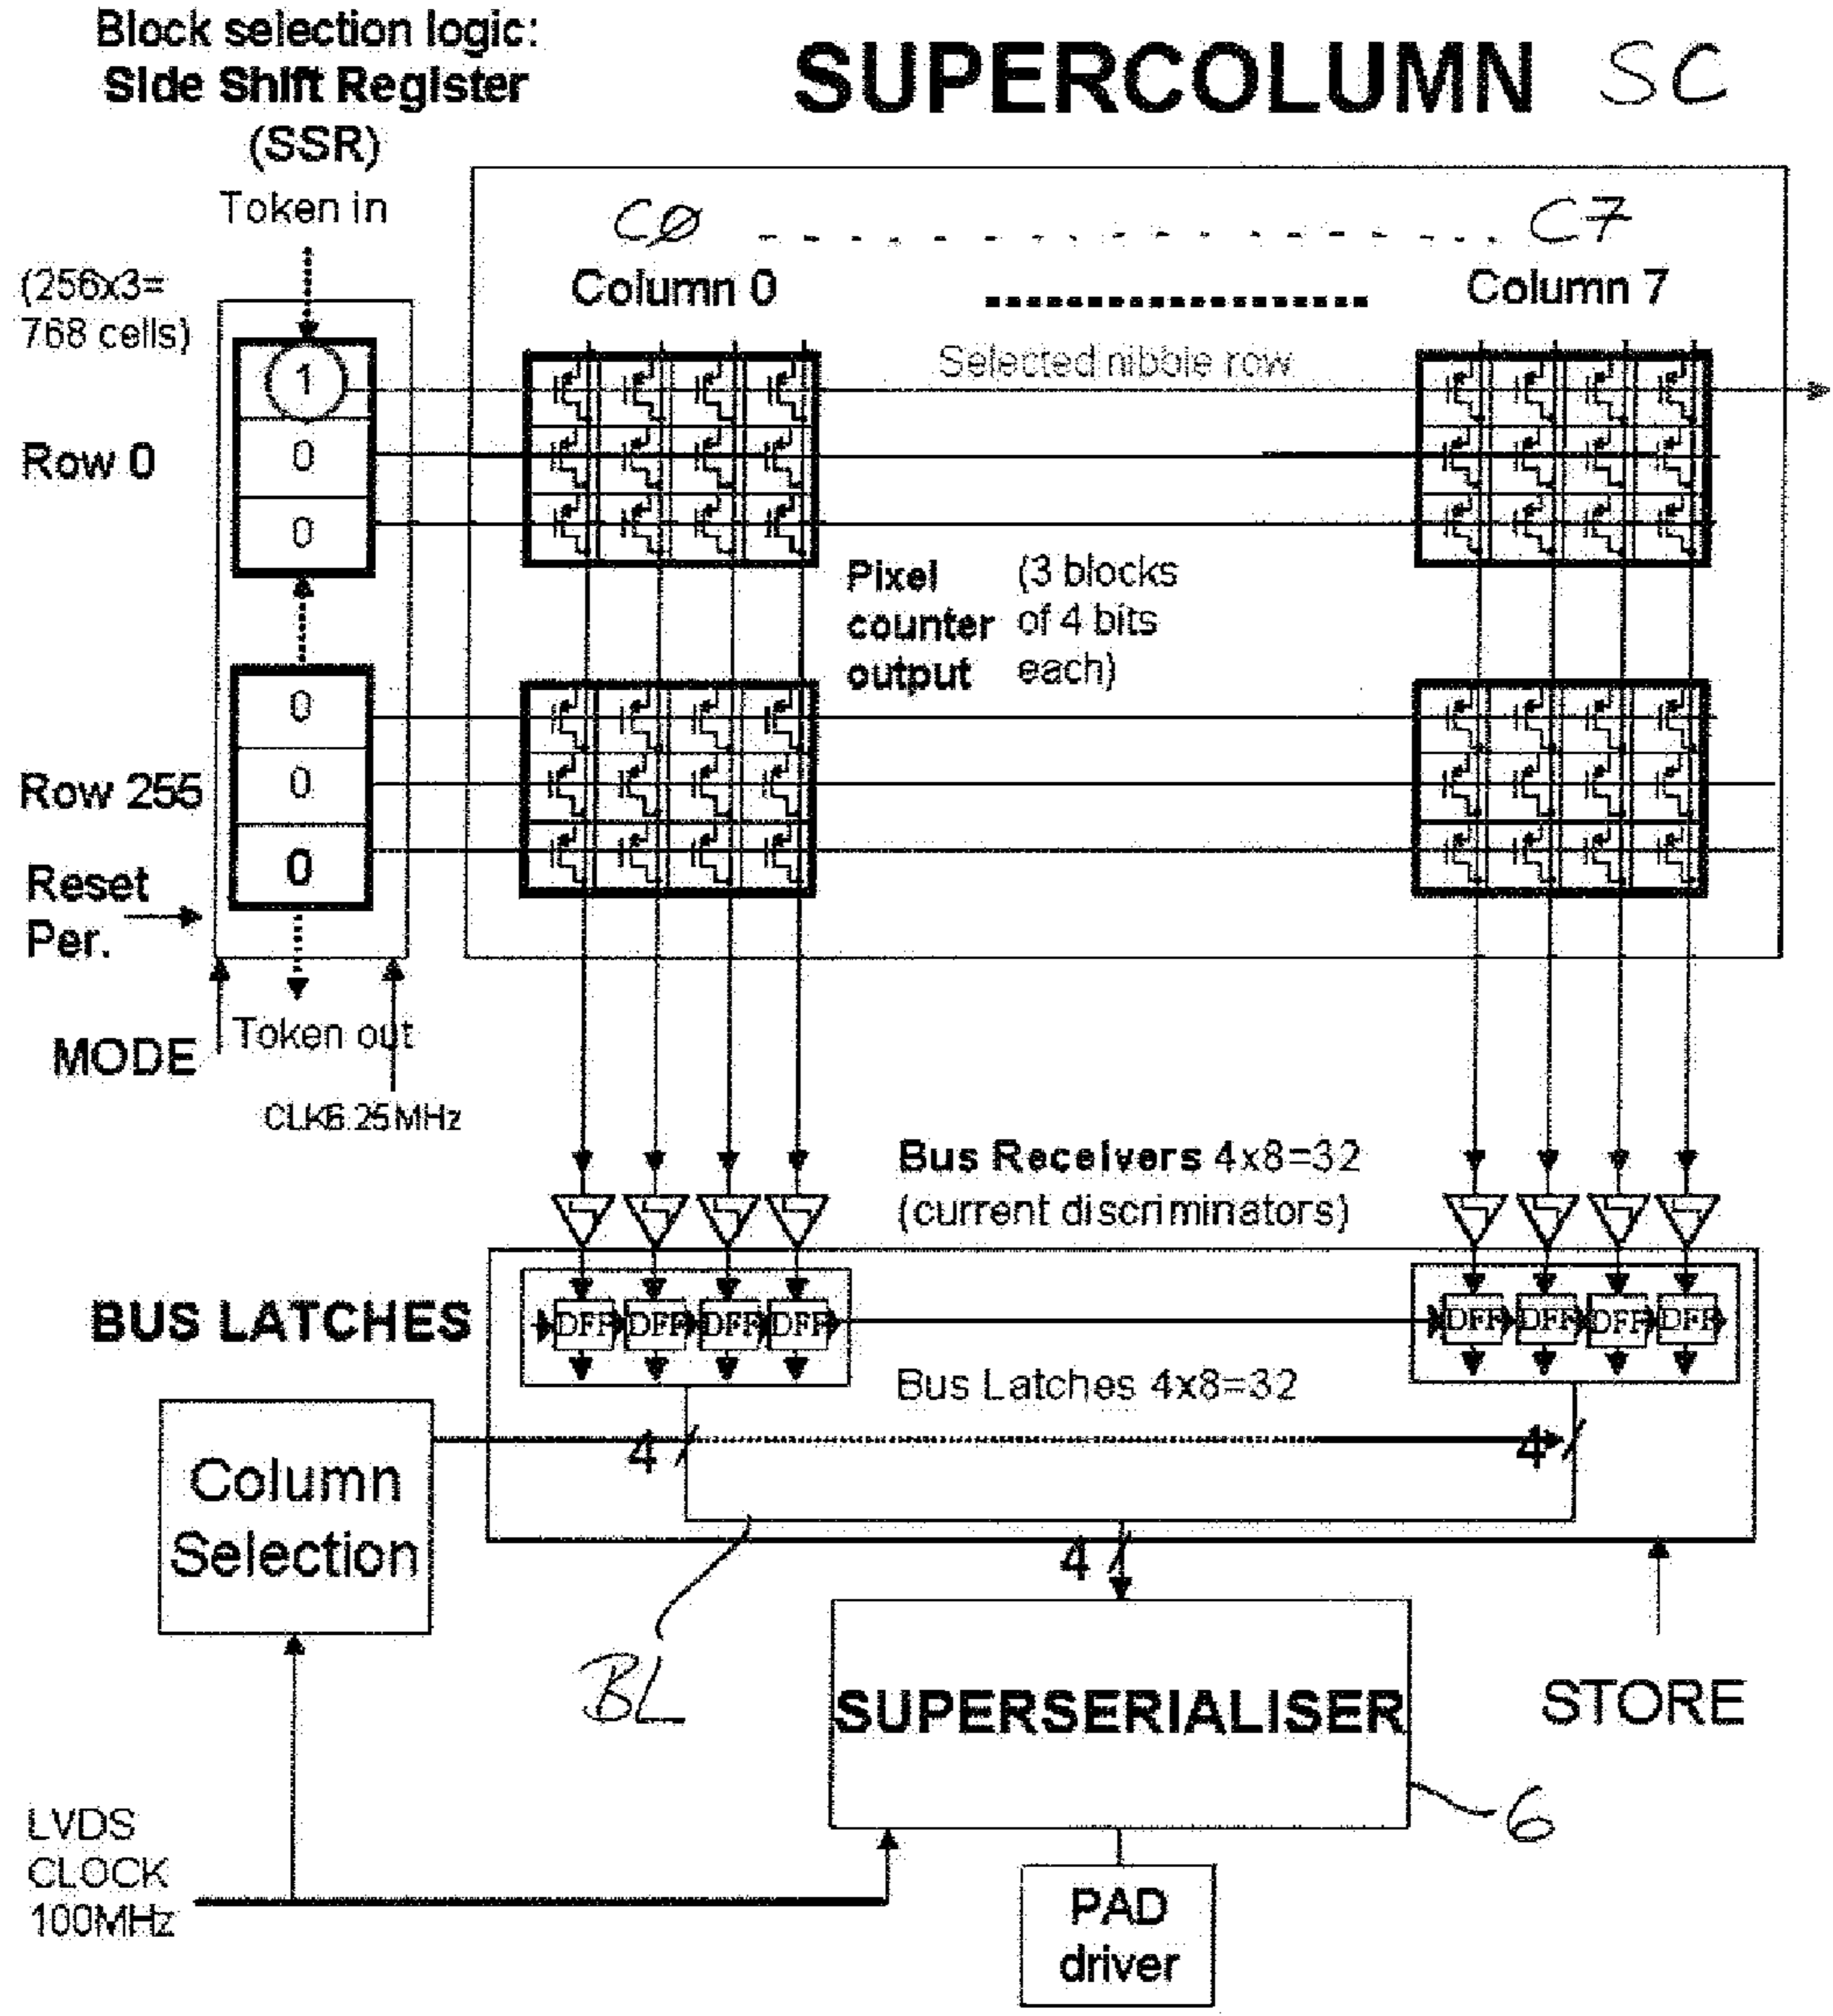 Block selection logic:
Side Shift Register
(SSR)
SUPERCOLUMN SC
Token in
(256x3=
768 cells)
CØ C7
Column 0 Column 7
Selected nibble row
1
Row 0
0
0
Pixel
counter
output
(3 blocks
of 4 bits
each)
0
Row 255
0
0
Reset
Per.
MODE
Token out
CLK6.25MHz
Bus Receivers 4x8=32
(current discriminators)
BUS LATCHES
DFF DFF DFF DFF DFF DFF DFF DFF
Bus Latches 4x8=32
4 4
Column
Selection
4
BL
SUPERSERIALISER
STORE
6
LVDS
CLOCK
100MHz
PAD
driver